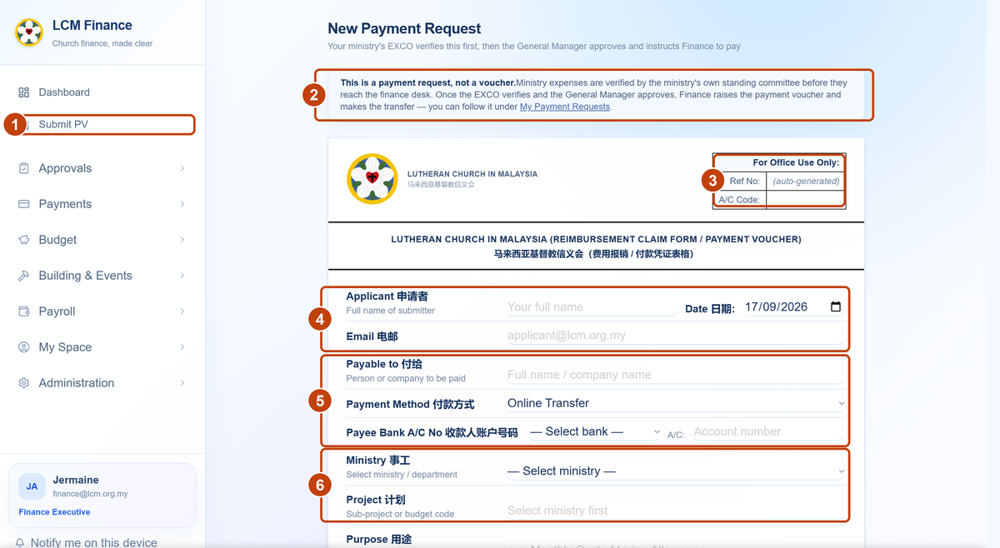 LCM Finance
Church finance, made clear
Dashboard
1
Submit PV
Approvals
Payments
Budget
Building & Events
Payroll
My Space
Administration
JA
Jermaine
finance@lcm.org.my
Finance Executive
Notify me on this device
New Payment Request
Your ministry's EXCO verifies this first, then the General Manager approves and instructs Finance to pay
2
This is a payment request, not a voucher.Ministry expenses are verified by the ministry's own standing committee before they
reach the finance desk. Once the EXCO verifies and the General Manager approves, Finance raises the payment voucher and
makes the transfer — you can follow it under My Payment Requests.
LUTHERAN CHURCH IN MALAYSIA
马来西亚基督教信义会
3
For Office Use Only:
Ref No: (auto-generated)
A/C Code:
LUTHERAN CHURCH IN MALAYSIA (REIMBURSEMENT CLAIM FORM / PAYMENT VOUCHER)
马来西亚基督教信义会（费用报销 / 付款凭证表格）
4
Applicant 申请者
Full name of submitter
Your full name
Date 日期: 17/09/2026
Email 电邮
applicant@lcm.org.my
5
Payable to 付给
Person or company to be paid
Full name / company name
Payment Method 付款方式
Online Transfer
Payee Bank A/C No 收款人账户号码
— Select bank —
A/C: Account number
6
Ministry 事工
Select ministry / department
— Select ministry —
Project 计划
Sub-project or budget code
Select ministry first
Purpose 用途